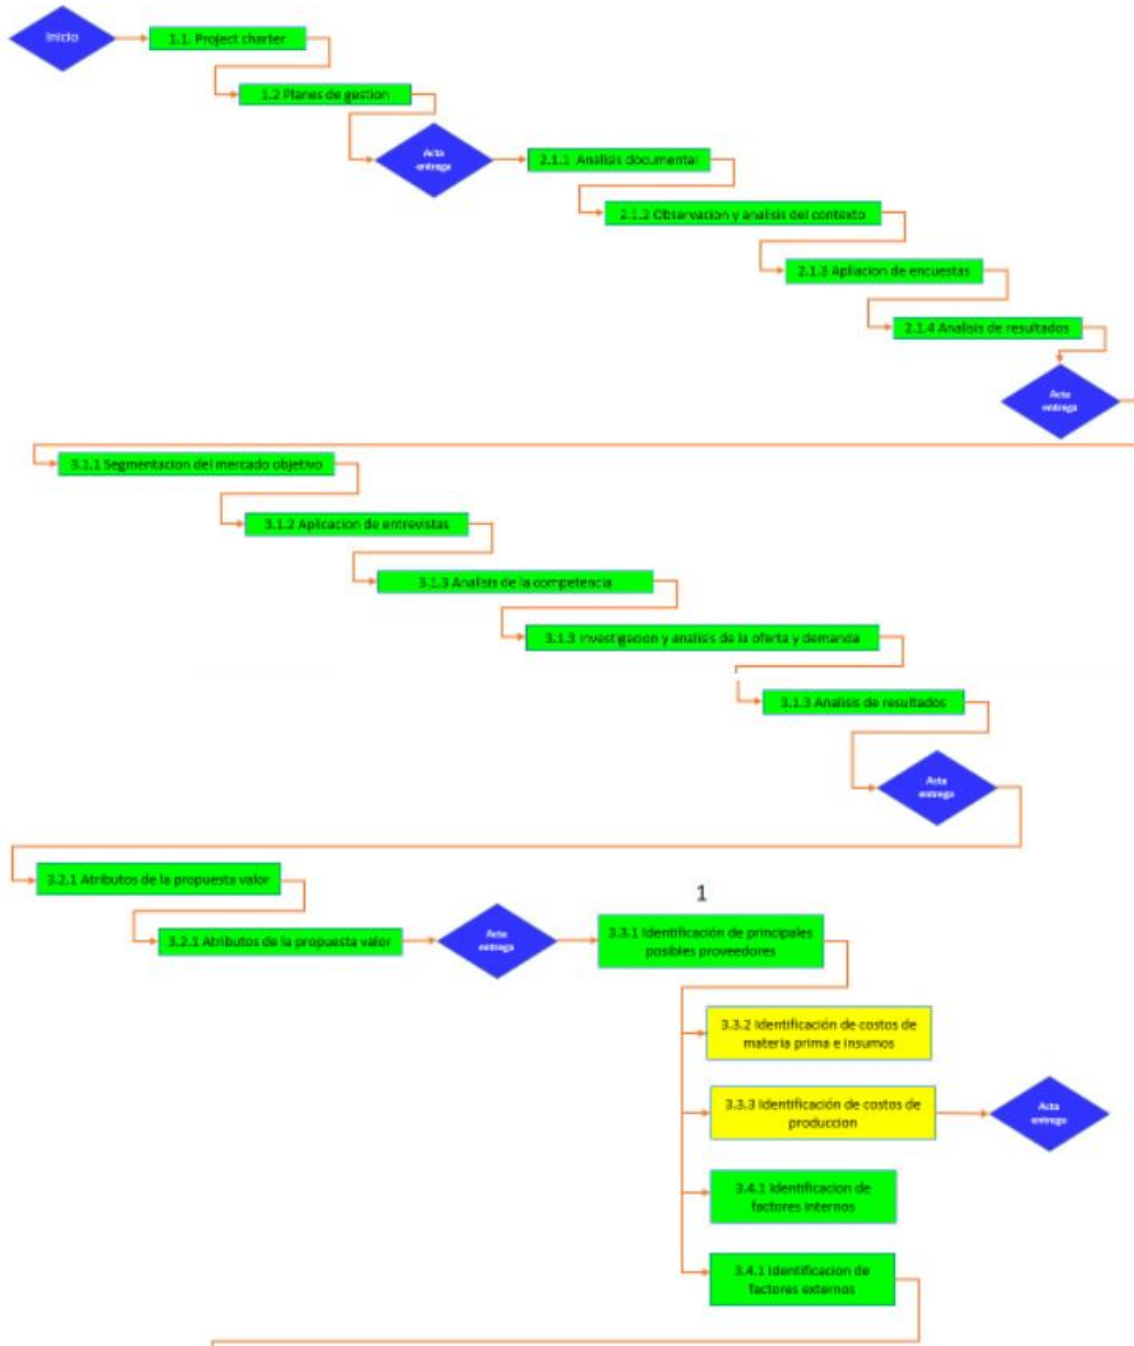 Inicio
1.1. Project charter
1.2 Planes de gestion
Acta
entrega
2.1.1 Analisis documental
2.1.2 Observacion y analisis del contexto
2.1.3 Apliacion de encuestas
2.1.4 Analisis de resultados
Acta
entrega
3.1.1 Segmentacion del mercado objetivo
3.1.2 Aplicacion de entrevistas
3.1.3 Analisis de la competencia
3.1.3 Investigacion y analisis de la oferta y demanda
3.1.3 Analisis de resultados
Acta
entrega
3.2.1 Atributos de la propuesta valor
3.2.1 Atributos de la propuesta valor
Acta
entrega
1
3.3.1 Identificación de principales
posibles proveedores
3.3.2 Identificación de costos de
materia prima e insumos
3.3.3 Identificación de costos de
produccion
Acta
entrega
3.4.1 Identificacion de
factores internos
3.4.1 Identificacion de
factores externos